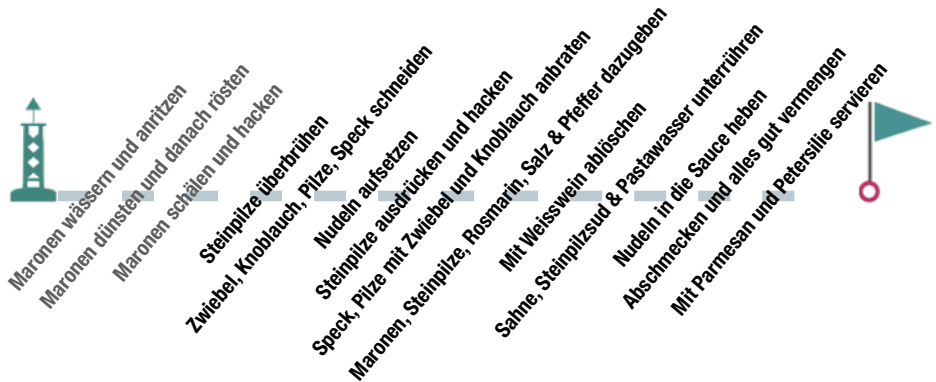 Maronen wässern und anritzen
Maronen dünsten und danach rösten
Maronen schälen und hacken
Steinpilze überbrühen
Zwiebel, Knoblauch, Pilze, Speck schneiden
Nudeln aufsetzen
Steinpilze ausdrücken und hacken
Speck, Pilze mit Zwiebel und Knoblauch anbraten
Maronen, Steinpilze, Rosmarin, Salz & Pfeffer dazugeben
Mit Weisswein ablöschen
Sahne, Steinpilzsud & Pastawasser unterrühren
Nudeln in die Sauce heben
Abschmecken und alles gut vermengen
Mit Parmesan und Petersilie servieren